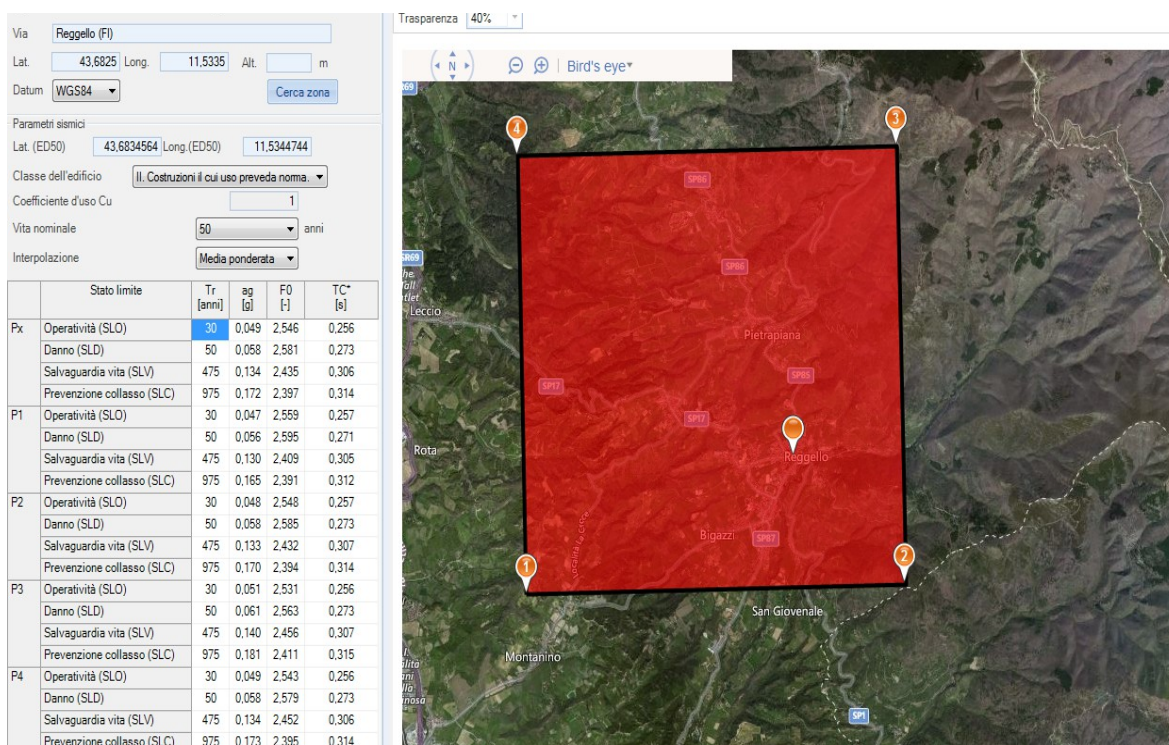 Via Reggello (FI)
Lat. 43,6825 Long. 11,5335 Alt. m
Datum WGS84 Cerca zona
Parametri sismici
Lat. (ED50) 43,6834564 Long.(ED50) 11,5344744
Classe dell'edificio II. Costruzioni il cui uso preveda norma.
Coefficiente d'uso Cu 1
Vita nominale 50 anni
Interpolazione Media ponderata
Stato limite Tr [anni] ag [g] F0 [-] TC* [s]
Px Operatività (SLO) 30 0,049 2,546 0,256
Danno (SLD) 50 0,058 2,581 0,273
Salvaguardia vita (SLV) 475 0,134 2,435 0,306
Prevenzione collasso (SLC) 975 0,172 2,397 0,314
P1 Operatività (SLO) 30 0,047 2,559 0,257
Danno (SLD) 50 0,056 2,595 0,271
Salvaguardia vita (SLV) 475 0,130 2,409 0,305
Prevenzione collasso (SLC) 975 0,165 2,391 0,312
P2 Operatività (SLO) 30 0,048 2,548 0,257
Danno (SLD) 50 0,058 2,585 0,273
Salvaguardia vita (SLV) 475 0,133 2,432 0,307
Prevenzione collasso (SLC) 975 0,170 2,394 0,314
P3 Operatività (SLO) 30 0,051 2,531 0,256
Danno (SLD) 50 0,061 2,563 0,273
Salvaguardia vita (SLV) 475 0,140 2,456 0,307
Prevenzione collasso (SLC) 975 0,181 2,411 0,315
P4 Operatività (SLO) 30 0,049 2,543 0,256
Danno (SLD) 50 0,058 2,579 0,273
Salvaguardia vita (SLV) 475 0,134 2,452 0,306
Prevenzione collasso (SLC) 975 0,173 2,395 0,314
Trasparenza 40%
N Bird's eye
4
3
SP86
SP86
Leccio
Pietrapiana
SP85
SP17
SP17
Rota
Reggello
Bigazzi
SP87
1
2
San Giovenale
Montanino
SP1